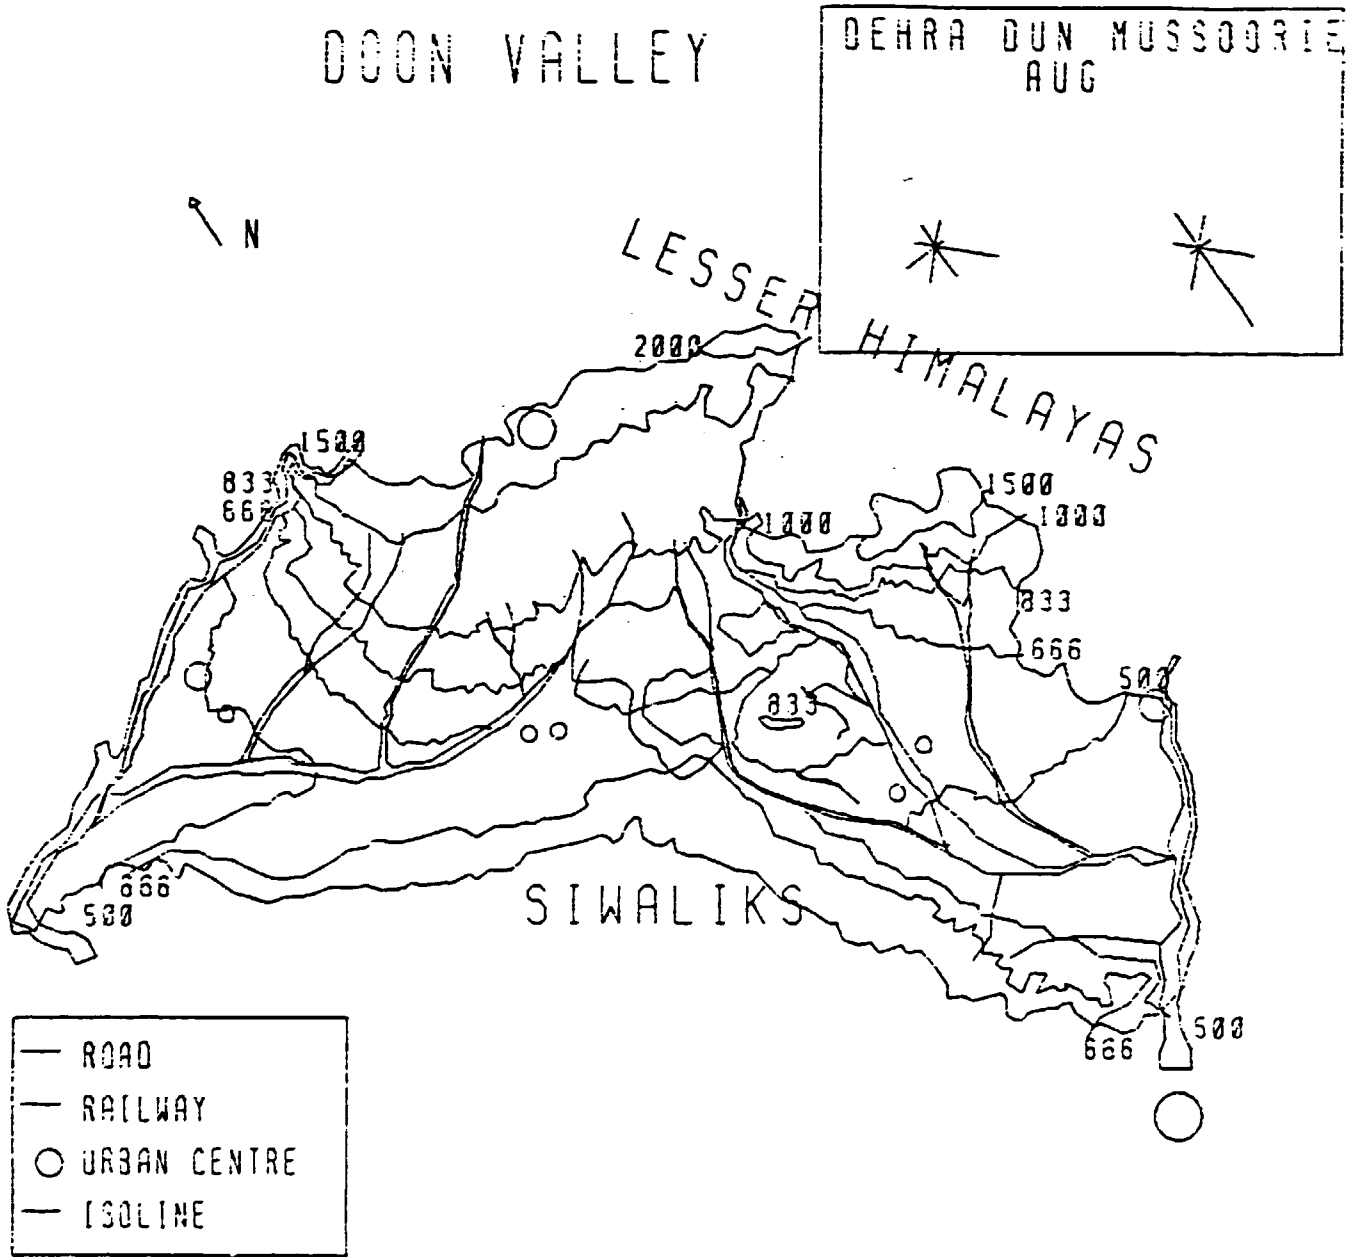 DOON VALLEY
DEHRA DUN MUSSOORIE
AUG
N
LESSER HIMALAYAS
2000
1500
833
666
1500
1000
1000
833
666
500
833
666
500
SIWALIKS
500
666
ROAD
RAILWAY
URBAN CENTRE
ISOLINE